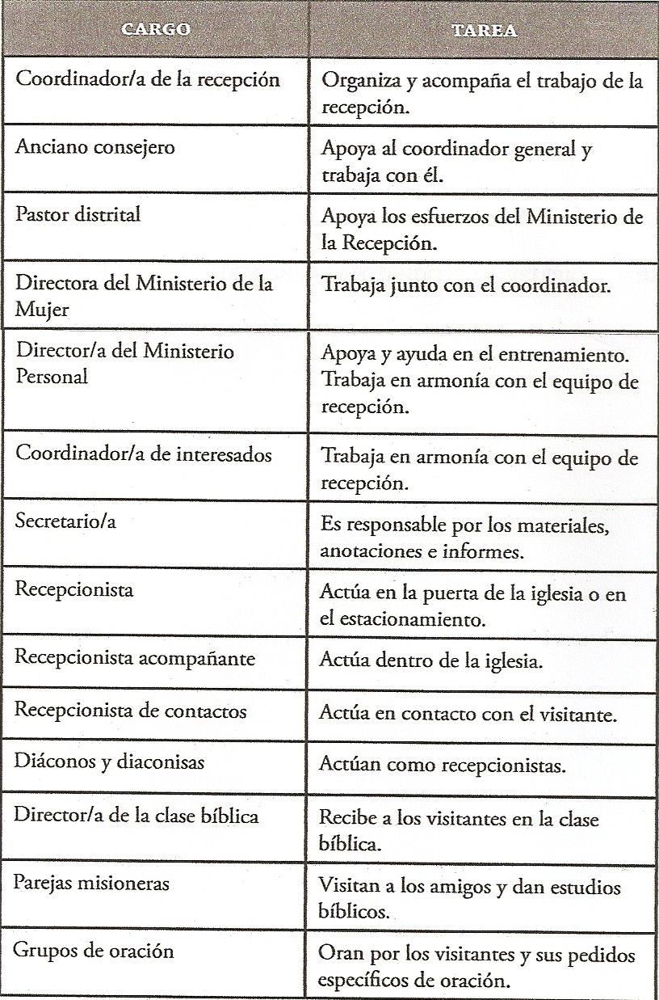 CARGO
TAREA
Coordinador/a de la recepción
Organiza y acompaña el trabajo de la
recepción.
Anciano consejero
Apoya al coordinador general y
trabaja con él.
Pastor distrital
Apoya los esfuerzos del Ministerio de
la Recepción.
Directora del Ministerio de la
Mujer
Trabaja junto con el coordinador.
Director/a del Ministerio
Personal
Apoya y ayuda en el entrenamiento.
Trabaja en armonía con el equipo de
recepción.
Coordinador/a de interesados
Trabaja en armonía con el equipo de
recepción.
Secretario/a
Es responsable por los materiales,
anotaciones e informes.
Recepcionista
Actúa en la puerta de la iglesia o en
el estacionamiento.
Recepcionista acompañante
Actúa dentro de la iglesia.
Recepcionista de contactos
Actúa en contacto con el visitante.
Diáconos y diaconisas
Actúan como recepcionistas.
Director/a de la clase bíblica
Recibe a los visitantes en la clase
bíblica.
Parejas misioneras
Visitan a los amigos y dan estudios
bíblicos.
Grupos de oración
Oran por los visitantes y sus pedidos
específicos de oración.